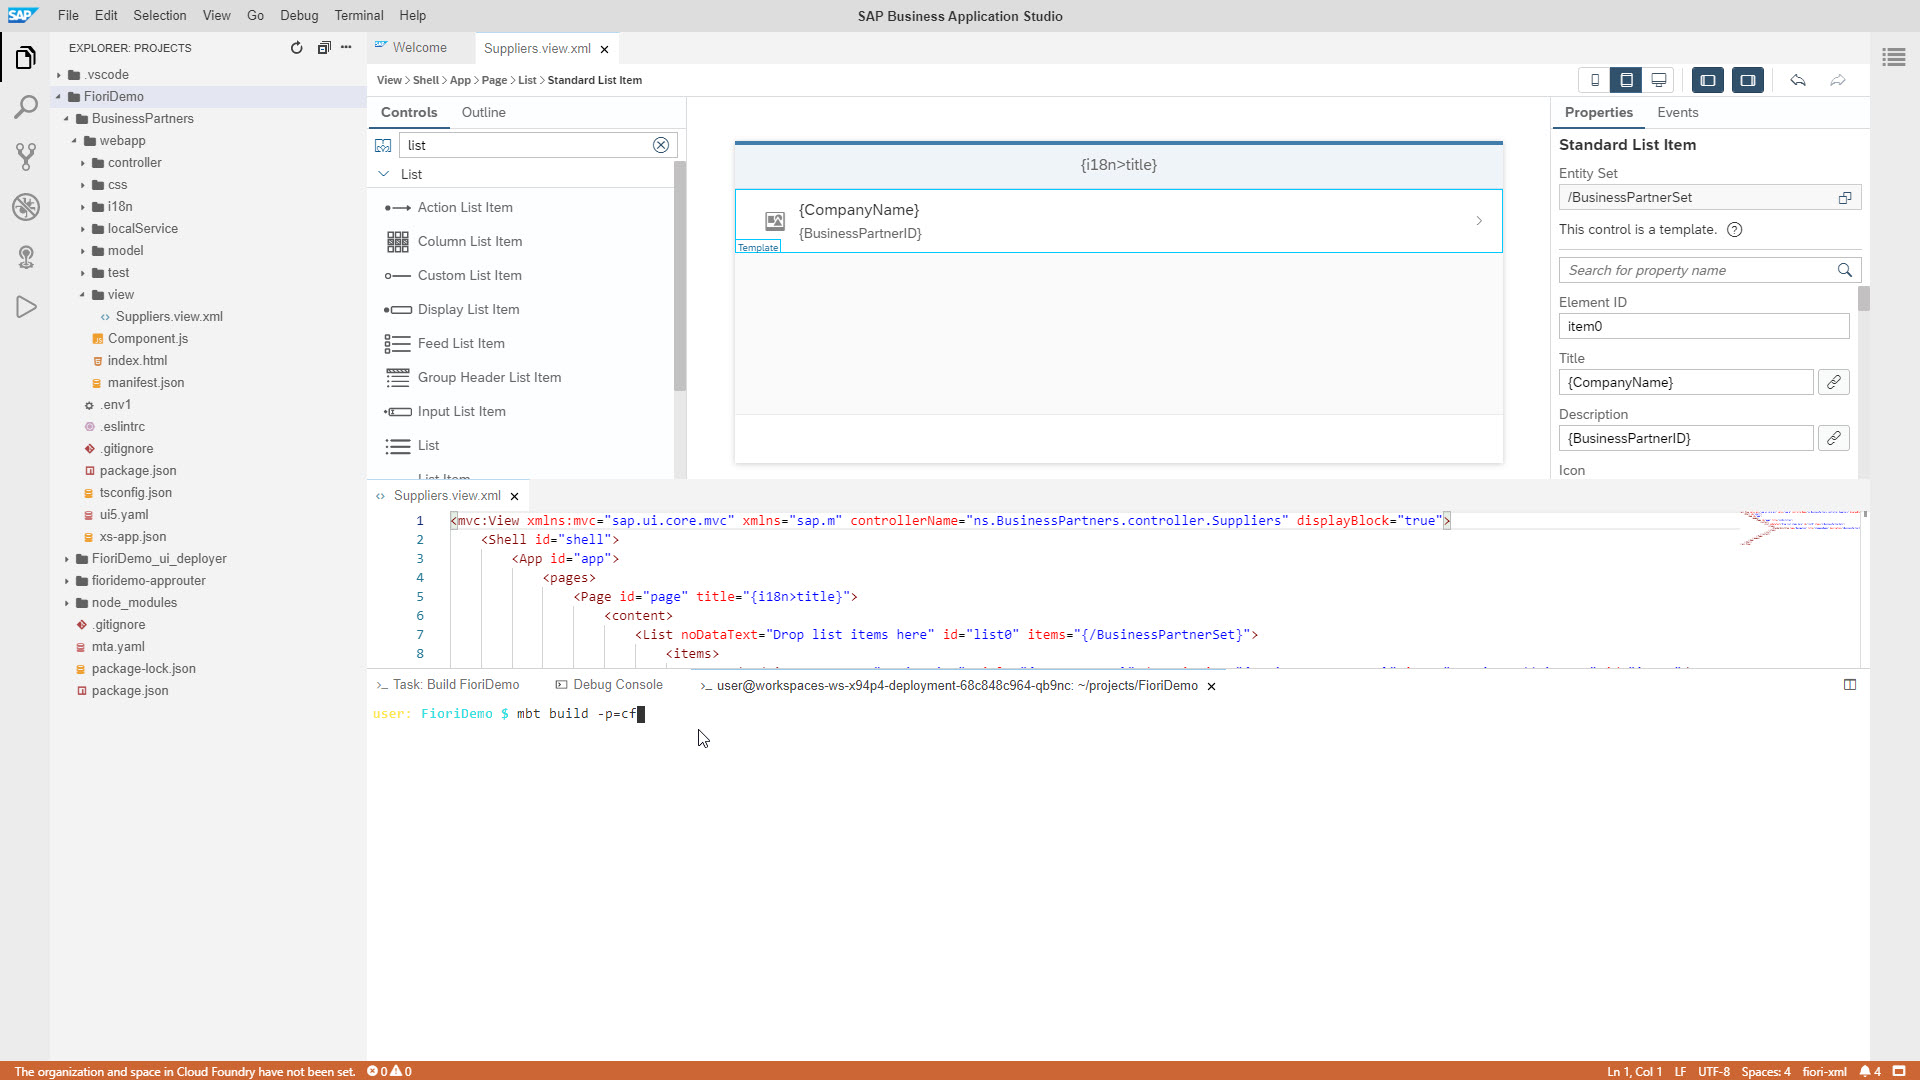 SAP File Edit Selection View Go Debug Terminal Help SAP Business Application Studio
EXPLORER: PROJECTS
.vscode
FioriDemo
BusinessPartners
webapp
controller
css
i18n
localService
model
test
view
Suppliers.view.xml
Component.js
index.html
manifest.json
.env1
.eslintrc
.gitignore
package.json
tsconfig.json
ui5.yaml
xs-app.json
FioriDemo_ui_deployer
fioridemo-approuter
node_modules
.gitignore
mta.yaml
package-lock.json
package.json
Welcome Suppliers.view.xml
View > Shell > App > Page > List > Standard List Item
Controls Outline
list
List
Action List Item
Column List Item
Custom List Item
Display List Item
Feed List Item
Group Header List Item
Input List Item
List
List Item
{i18n>title}
{CompanyName}
{BusinessPartnerID}
Template
Properties Events
Standard List Item
Entity Set
/BusinessPartnerSet
This control is a template.
Search for property name
Element ID
item0
Title
{CompanyName}
Description
{BusinessPartnerID}
Icon
Suppliers.view.xml
1 <mvc:View xmlns:mvc="sap.ui.core.mvc" xmlns="sap.m" controllerName="ns.BusinessPartners.controller.Suppliers" displayBlock="true">
2 <Shell id="shell">
3 <App id="app">
4 <pages>
5 <Page id="page" title="{i18n>title}">
6 <content>
7 <List noDataText="Drop list items here" id="list0" items="{/BusinessPartnerSet}">
8 <items>
>_ Task: Build FioriDemo Debug Console >_ user@workspaces-ws-x94p4-deployment-68c848c964-qb9nc: ~/projects/FioriDemo
user: FioriDemo $ mbt build -p=cf
The organization and space in Cloud Foundry have not been set. 0 0 Ln 1, Col 1 LF UTF-8 Spaces: 4 fiori-xml 4